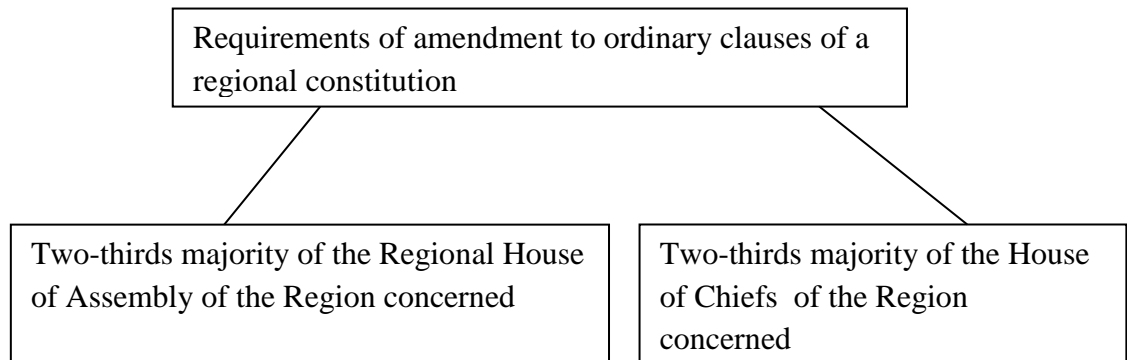 Requirements of amendment to ordinary clauses of a
regional constitution
Two-thirds majority of the Regional House
of Assembly of the Region concerned
Two-thirds majority of the House
of Chiefs  of the Region
concerned